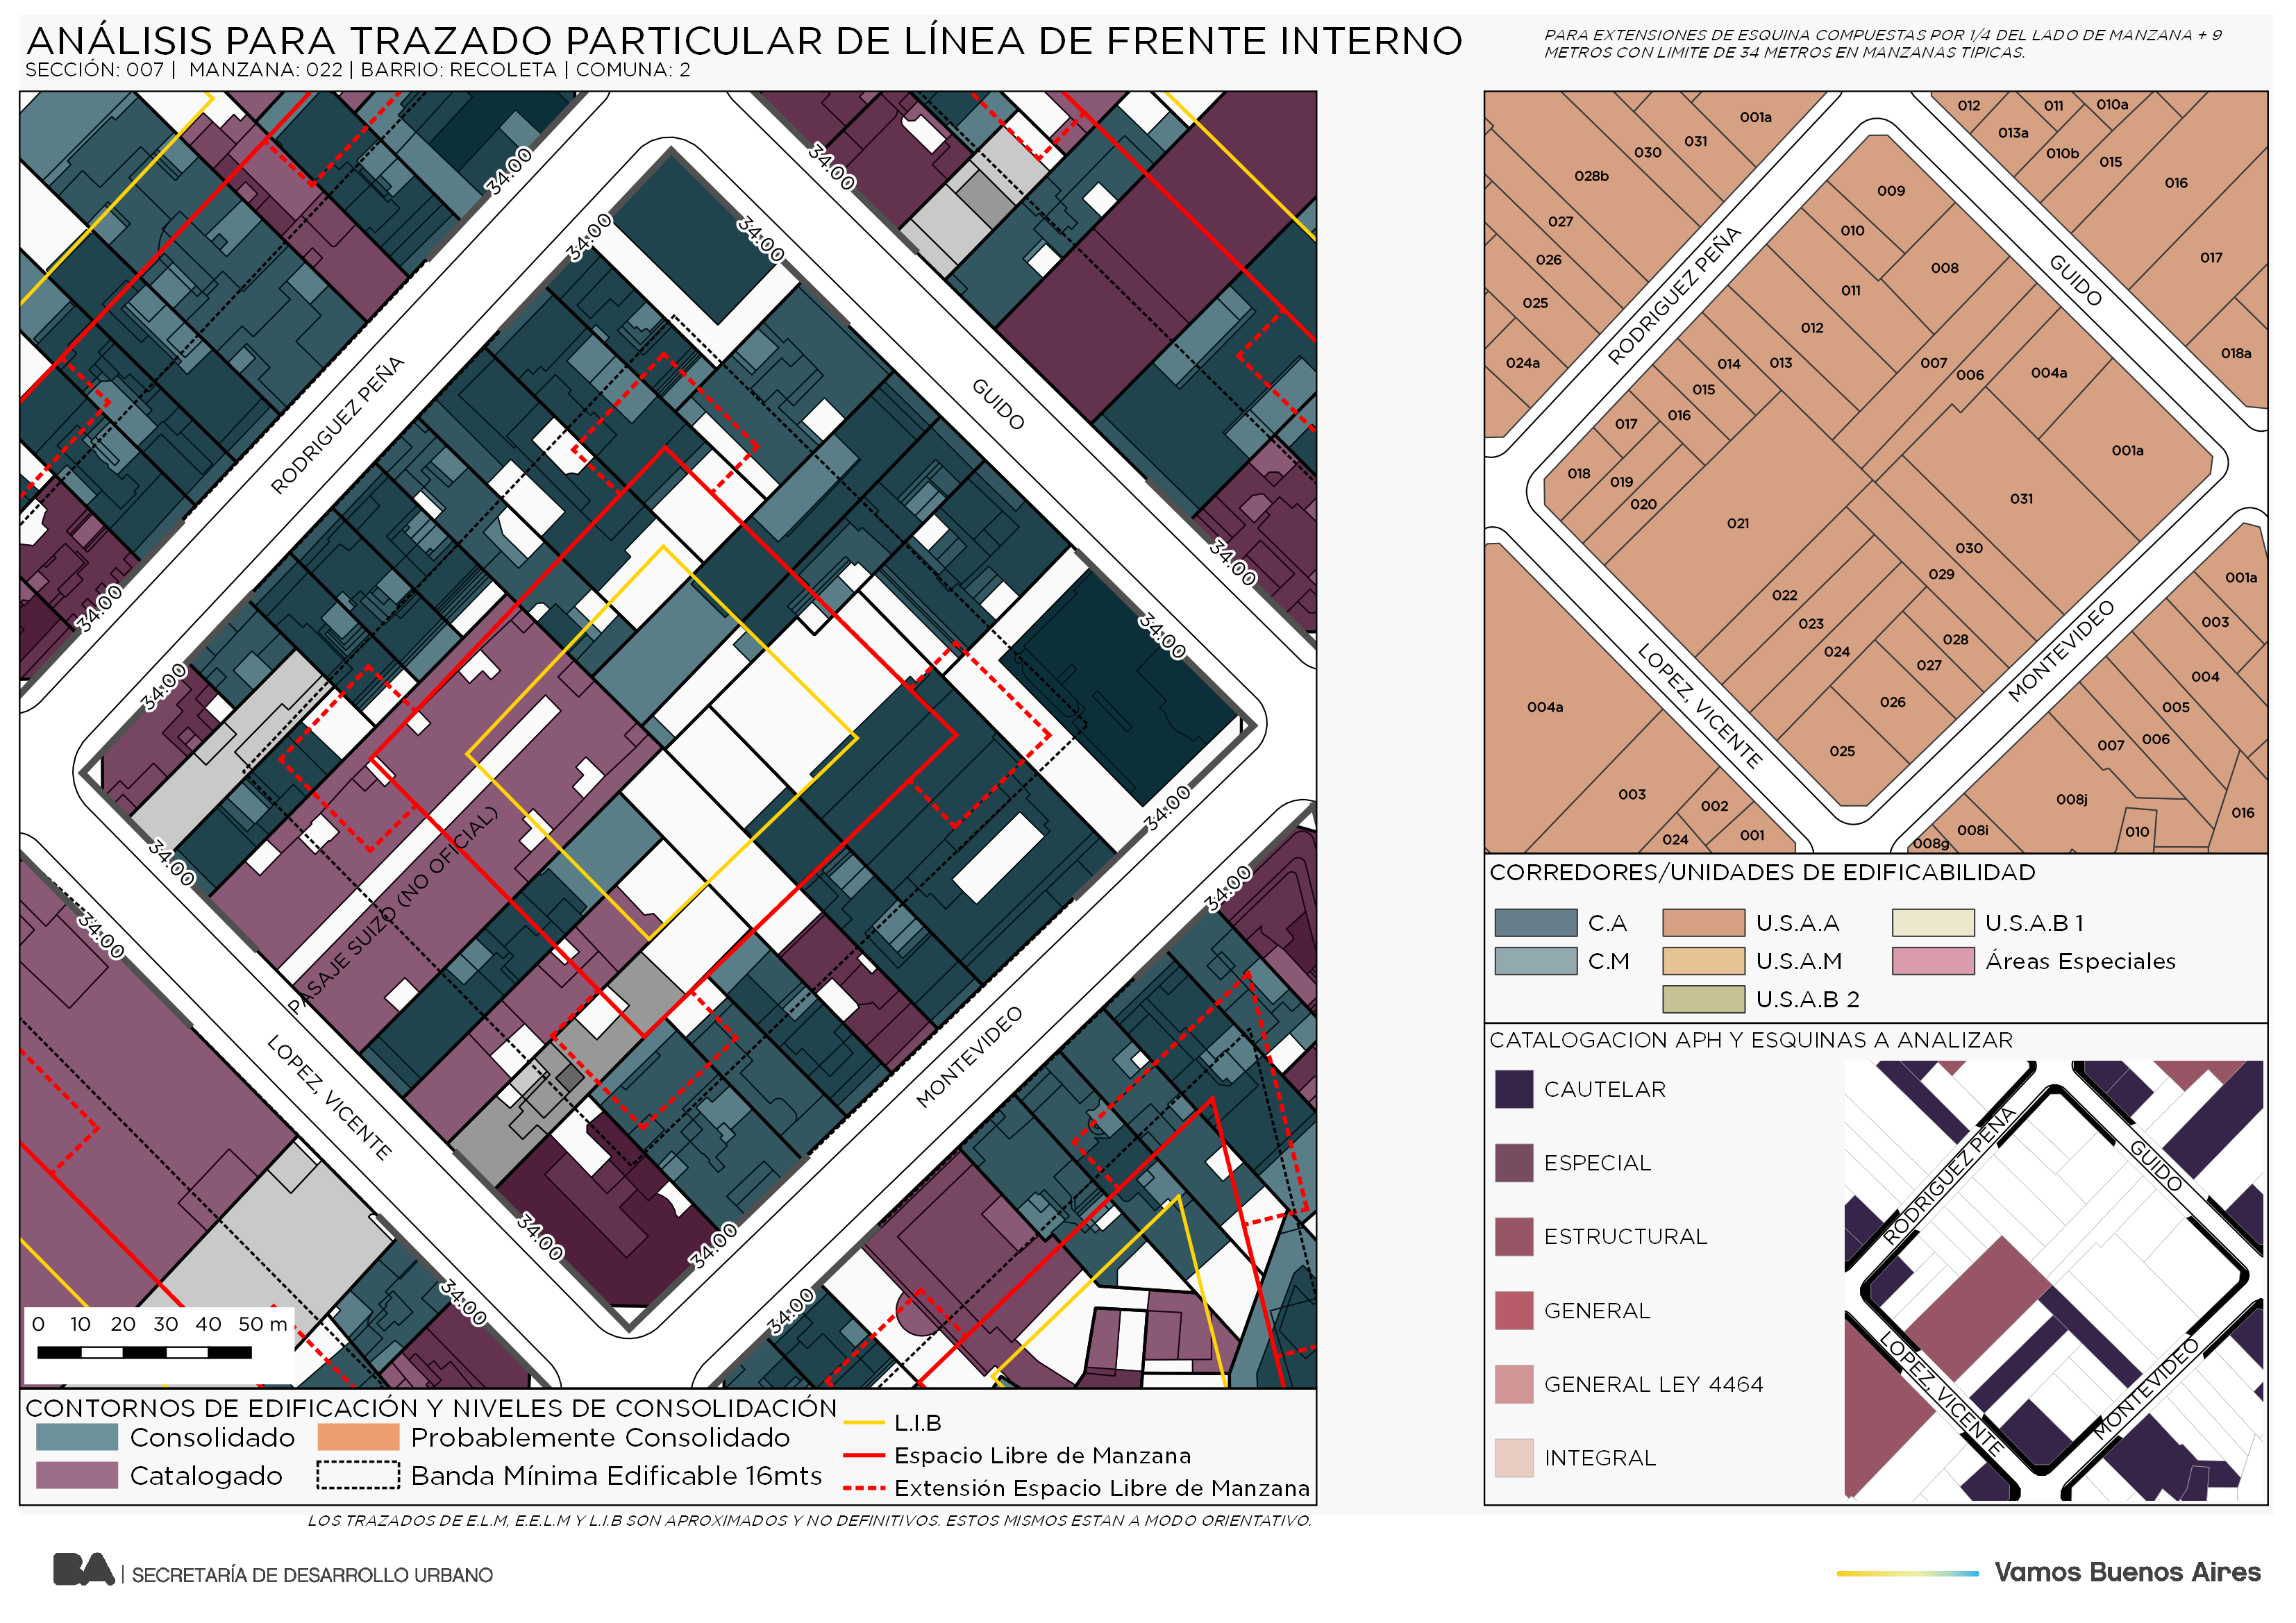 ANÁLISIS PARA TRAZADO PARTICULAR DE LÍNEA DE FRENTE INTERNO
SECCIÓN: 007 | MANZANA: 022 | BARRIO: RECOLETA | COMUNA: 2
PARA EXTENSIONES DE ESQUINA COMPUESTAS POR 1/4 DEL LADO DE MANZANA + 9
METROS CON LIMITE DE 34 METROS EN MANZANAS TIPICAS.
34.00
34.00
34.00
34.00
RODRIGUEZ PEÑA
GUIDO
34.00
34.00
34.00
34.00
34.00
34.00
34.00
34.00
PASAJE SUIZO (NO OFICIAL)
LOPEZ, VICENTE
MONTEVIDEO
34.00
34.00
34.00
34.00
0 10 20 30 40 50 m
CONTORNOS DE EDIFICACIÓN Y NIVELES DE CONSOLIDACIÓN
Consolidado
Probablemente Consolidado
Catalogado
Banda Mínima Edificable 16mts
L.I.B
Espacio Libre de Manzana
Extensión Espacio Libre de Manzana
LOS TRAZADOS DE E.L.M, E.E.L.M Y L.I.B SON APROXIMADOS Y NO DEFINITIVOS. ESTOS MISMOS ESTAN A MODO ORIENTATIVO.
001a
012
011
010a
031
013a
030
010b
015
028b
016
009
027
010
026
008
017
025
011
012
024a
014
013
007
006
004a
018a
015
016
017
001a
018
019
020
021
031
030
029
001a
022
023
003
028
024
027
004
026
004a
005
025
007
006
003
002
008j
024
001
008g
008i
010
016
RODRIGUEZ PEÑA
GUIDO
LOPEZ, VICENTE
MONTEVIDEO
CORREDORES/UNIDADES DE EDIFICABILIDAD
C.A
U.S.A.A
U.S.A.B 1
C.M
U.S.A.M
Áreas Especiales
U.S.A.B 2
CATALOGACION APH Y ESQUINAS A ANALIZAR
CAUTELAR
ESPECIAL
ESTRUCTURAL
GENERAL
GENERAL LEY 4464
INTEGRAL
RODRIGUEZ PEÑA
GUIDO
LOPEZ, VICENTE
MONTEVIDEO
BA | SECRETARÍA DE DESARROLLO URBANO
Vamos Buenos Aires